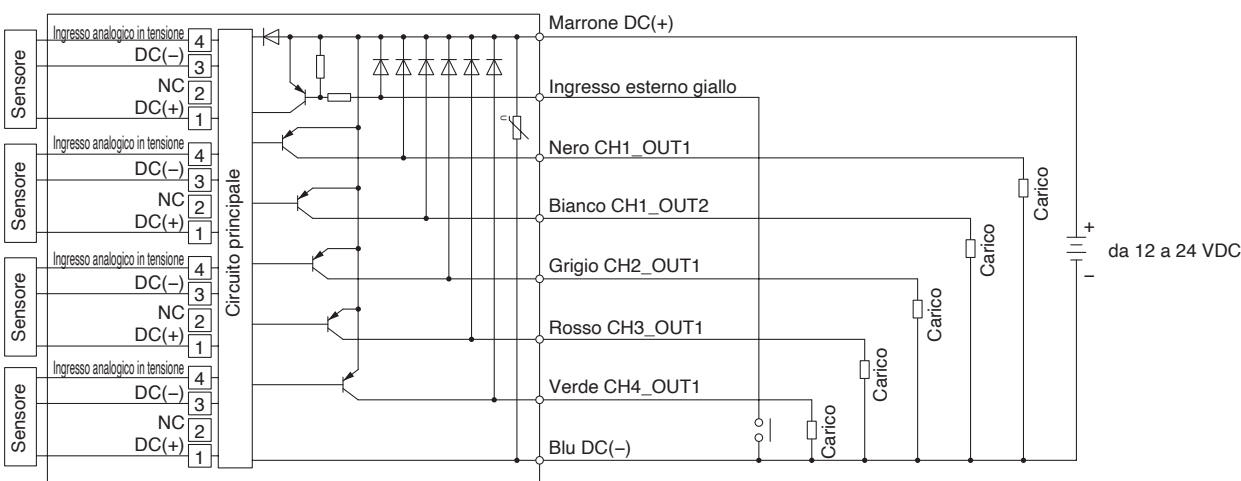 Sensore
Ingresso analogico in tensione
4
DC(−)
3
NC
2
DC(+)
1
Sensore
Ingresso analogico in tensione
4
DC(−)
3
NC
2
DC(+)
1
Sensore
Ingresso analogico in tensione
4
DC(−)
3
NC
2
DC(+)
1
Sensore
Ingresso analogico in tensione
4
DC(−)
3
NC
2
DC(+)
1
Circuito principale
Marrone DC(+)
Ingresso esterno giallo
Nero CH1_OUT1
Bianco CH1_OUT2
Grigio CH2_OUT1
Rosso CH3_OUT1
Verde CH4_OUT1
Blu DC(−)
Carico
Carico
Carico
Carico
Carico
+
−
da 12 a 24 VDC